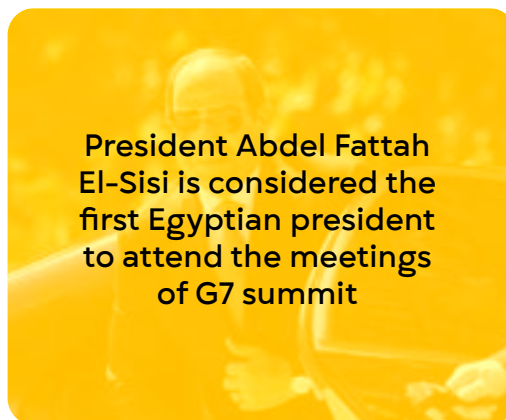 President Abdel Fattah
El-Sisi is considered the
first Egyptian president
to attend the meetings
of G7 summit